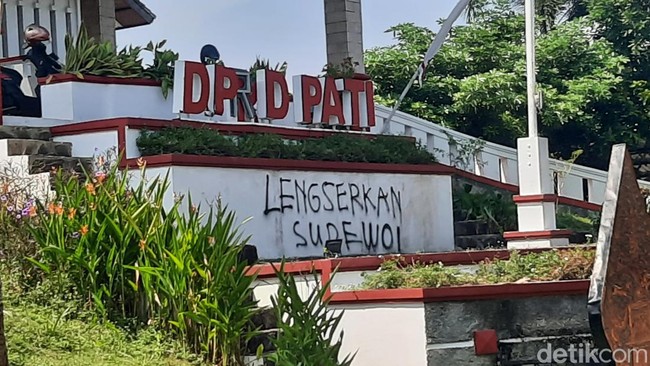 DPRD PATI
LENGSERKAN
SUDEWO!
detikcom